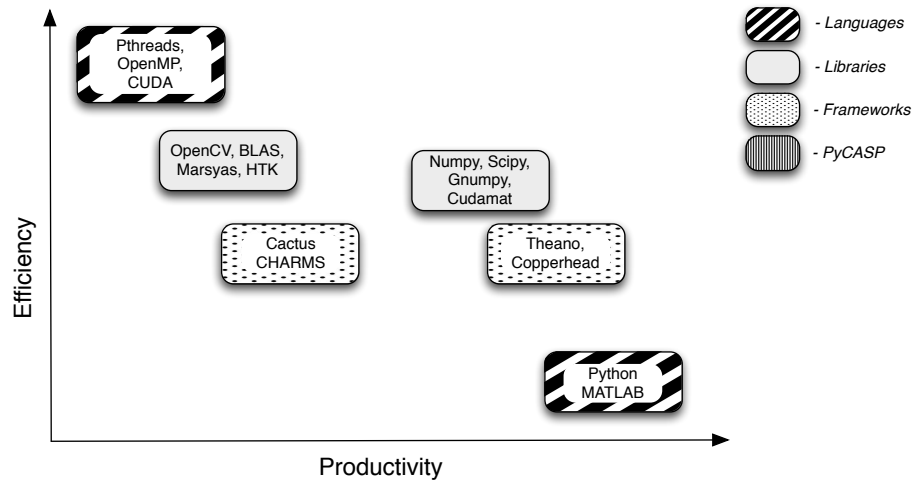 Pthreads,
OpenMP,
CUDA
OpenCV, BLAS,
Marsyas, HTK
Numpy, Scipy,
Gnumpy,
Cudamat
Cactus
CHARMS
Theano,
Copperhead
Python
MATLAB
Efficiency
Productivity
- Languages
- Libraries
- Frameworks
- PyCASP